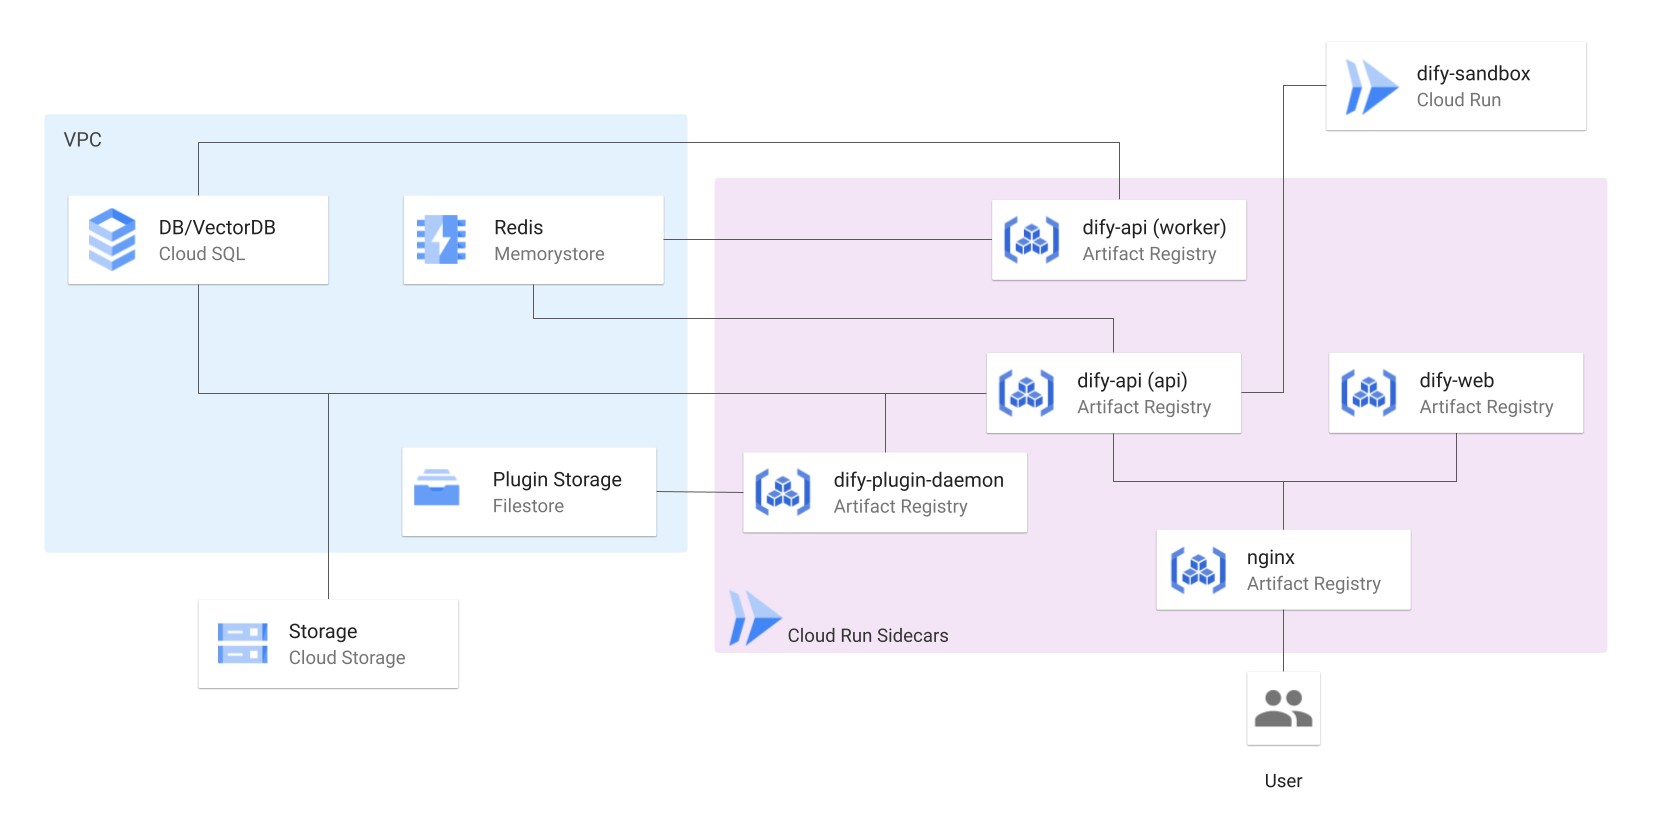 dify-sandbox
Cloud Run
VPC
DB/VectorDB
Cloud SQL
Redis
Memorystore
dify-api (worker)
Artifact Registry
dify-api (api)
Artifact Registry
dify-web
Artifact Registry
Plugin Storage
Filestore
dify-plugin-daemon
Artifact Registry
nginx
Artifact Registry
Storage
Cloud Storage
Cloud Run Sidecars
User